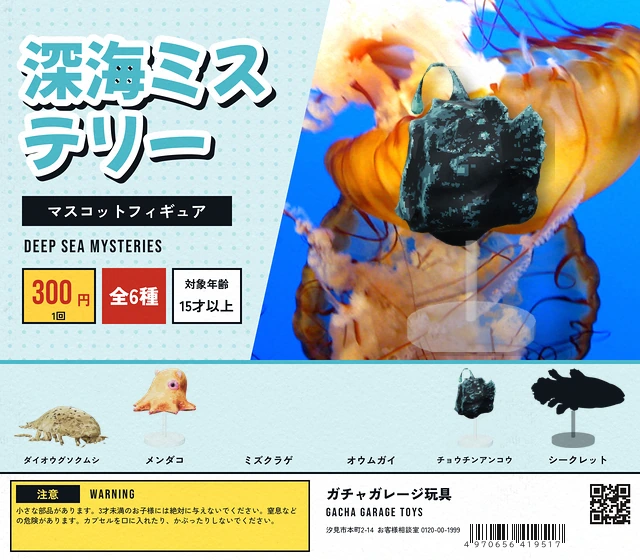 深海ミス
テリー
マスコットフィギュア
DEEP SEA MYSTERIES
300円
1回
全6種
対象年齢
15才以上
ダイオウグソクムシ
メンダコ
ミズクラゲ
オウムガイ
チョウチンアンコウ
シークレット
注意 WARNING
小さな部品があります。3才未満のお子様には絶対に与えないでください。窒息など
の危険があります。カプセルを口に入れたり、かぶったりしないでください。
ガチャガレージ玩具
GACHA GARAGE TOYS
汐見市本町2-14 お客様相談室 0120-00-1999
4 970656 419517